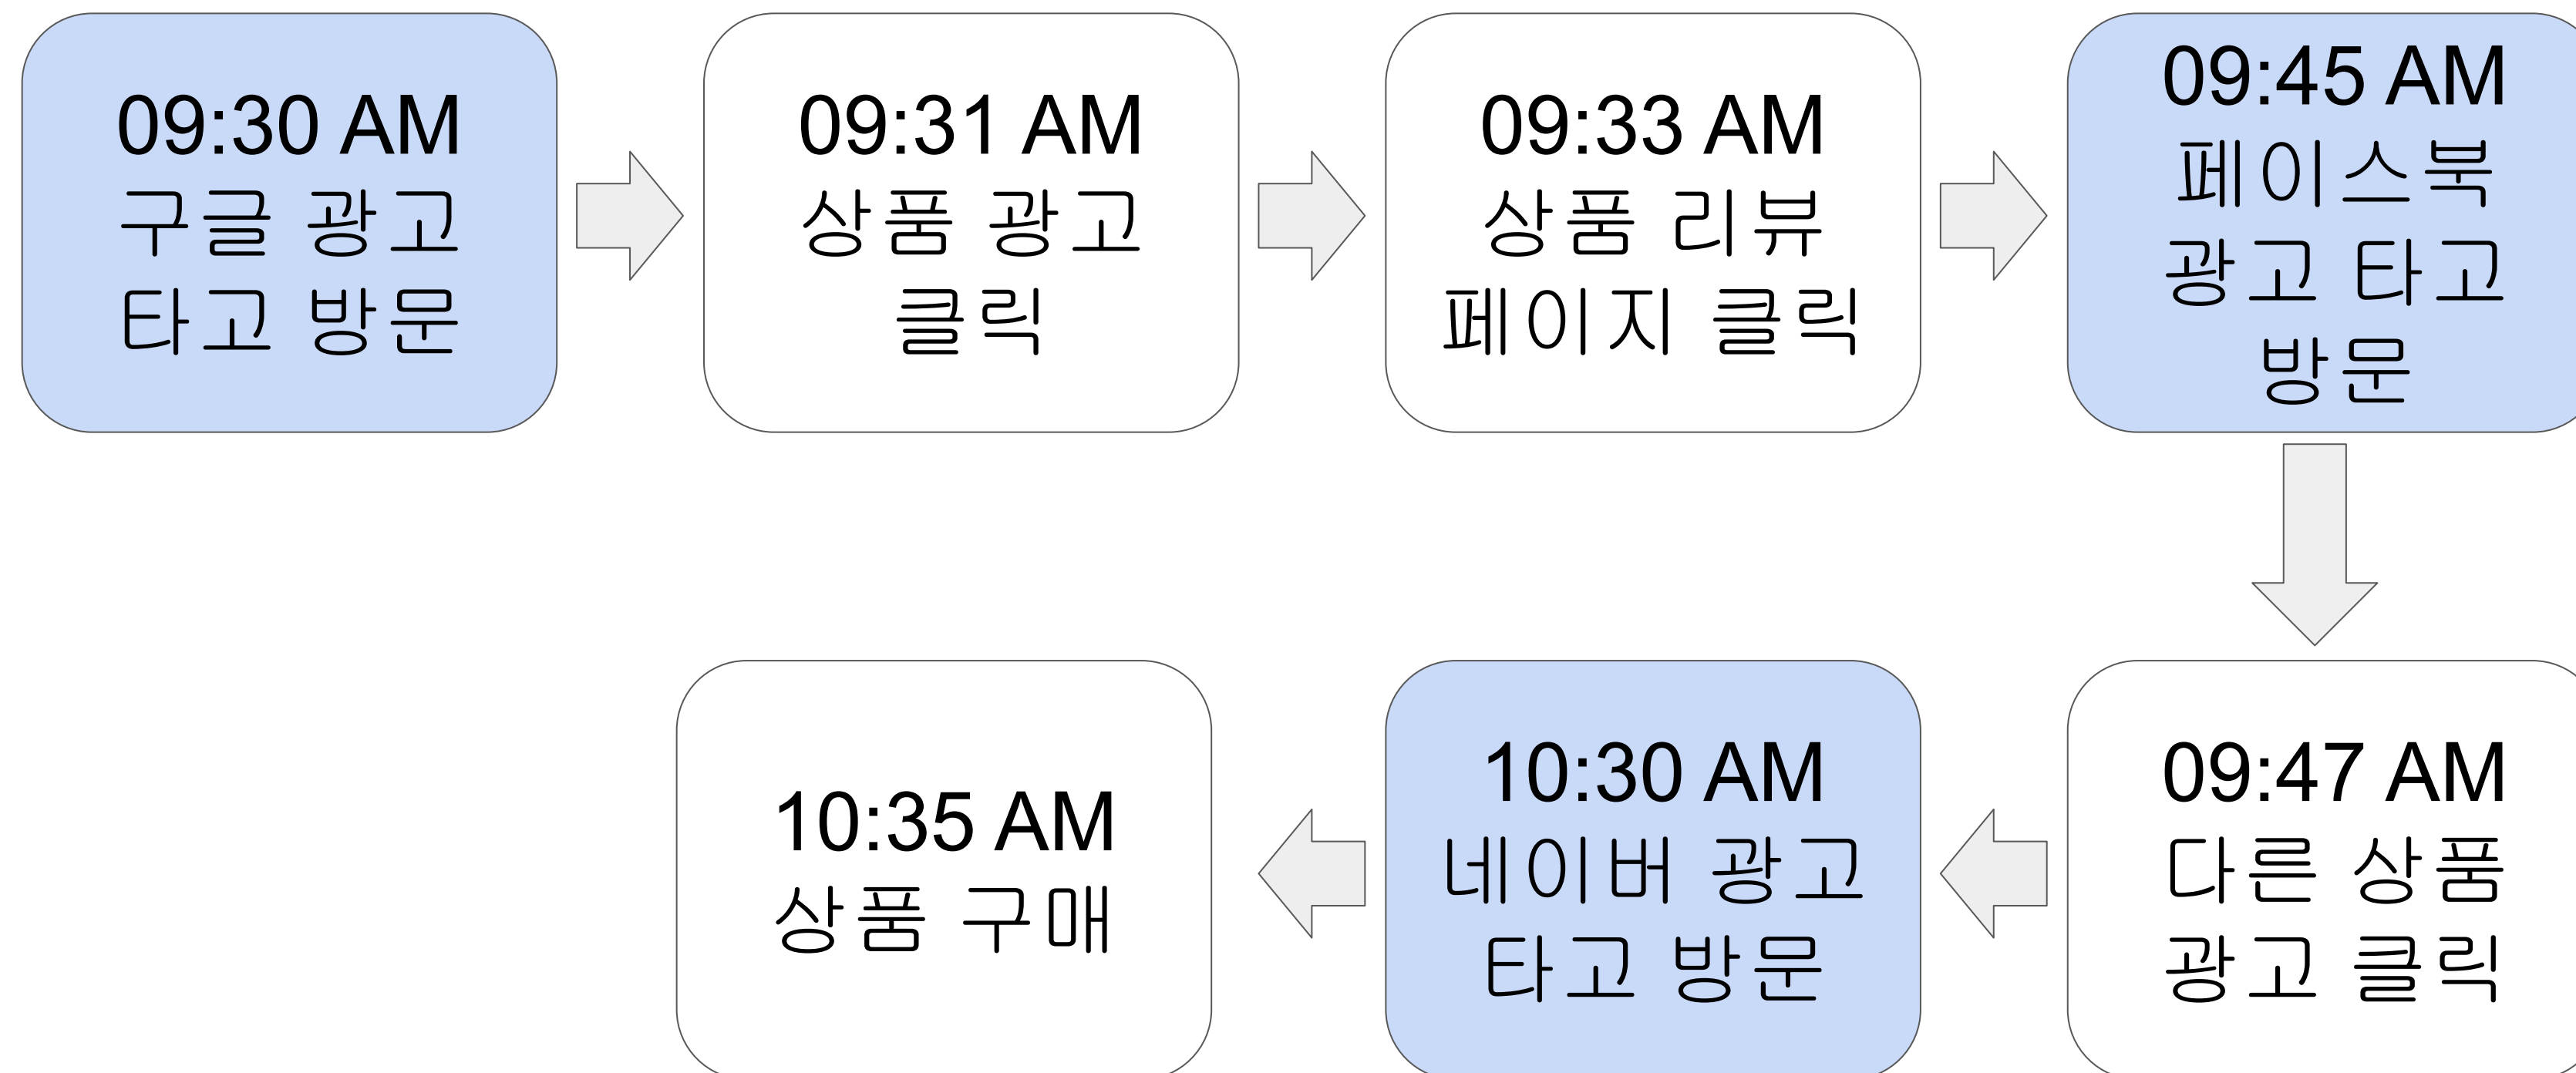 09:30 AM
구글 광고
타고 방문
09:31 AM
상품 광고
클릭
09:33 AM
상품 리뷰
페이지 클릭
09:45 AM
페이스북
광고 타고
방문
09:47 AM
다른 상품
광고 클릭
10:30 AM
네이버 광고
타고 방문
10:35 AM
상품 구매